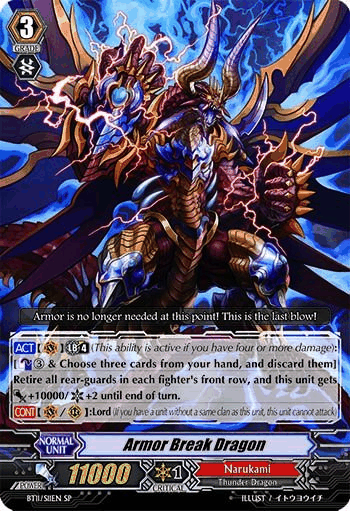 3
GRADE
Armor is no longer needed at this point! This is the last blow!
ACT [ ] 4 (This ability is active if you have four or more damage):
[ 3 & Choose three cards from your hand, and discard them]
Retire all rear-guards in each fighter's front row, and this unit gets
+10000/ +2 until end of turn.
CONT [ / ]:Lord (If you have a unit without a same clan as this unit, this unit cannot attack)
NORMAL UNIT
Armor Break Dragon
POWER 11000
1
CRITICAL
Narukami
Thunder Dragon
BT11/S11EN SP
ILLUST / イトウヨウイチ